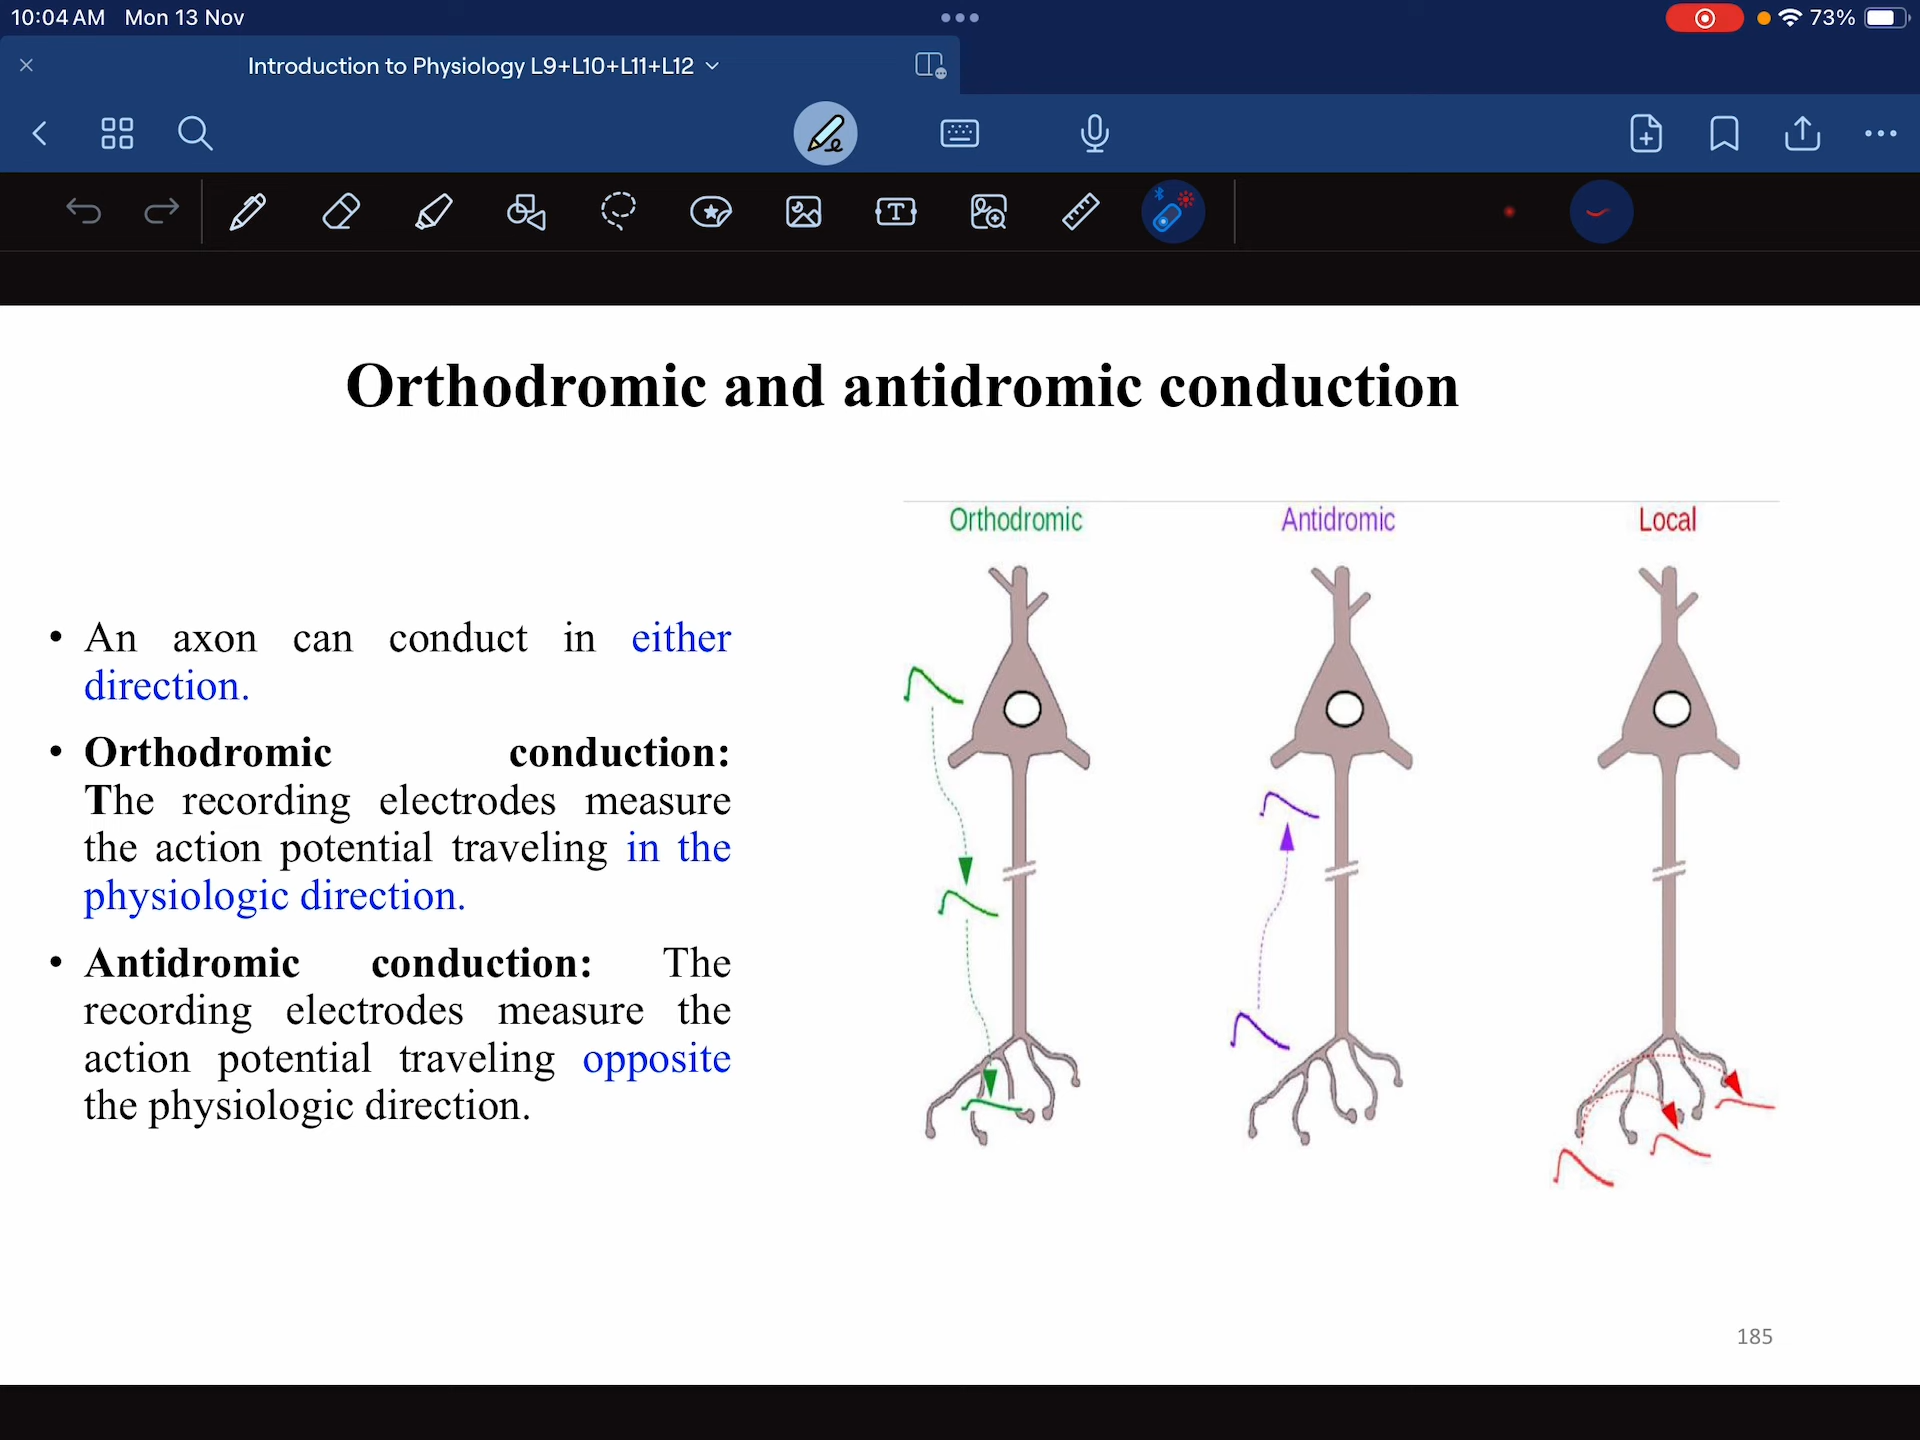 10:04 AM Mon 13 Nov
73%
Introduction to Physiology L9+L10+L11+L12
Orthodromic and antidromic conduction
Orthodromic Antidromic Local
• An axon can conduct in either
direction.
• Orthodromic conduction:
The recording electrodes measure
the action potential traveling in the
physiologic direction.
• Antidromic conduction: The
recording electrodes measure the
action potential traveling opposite
the physiologic direction.
185